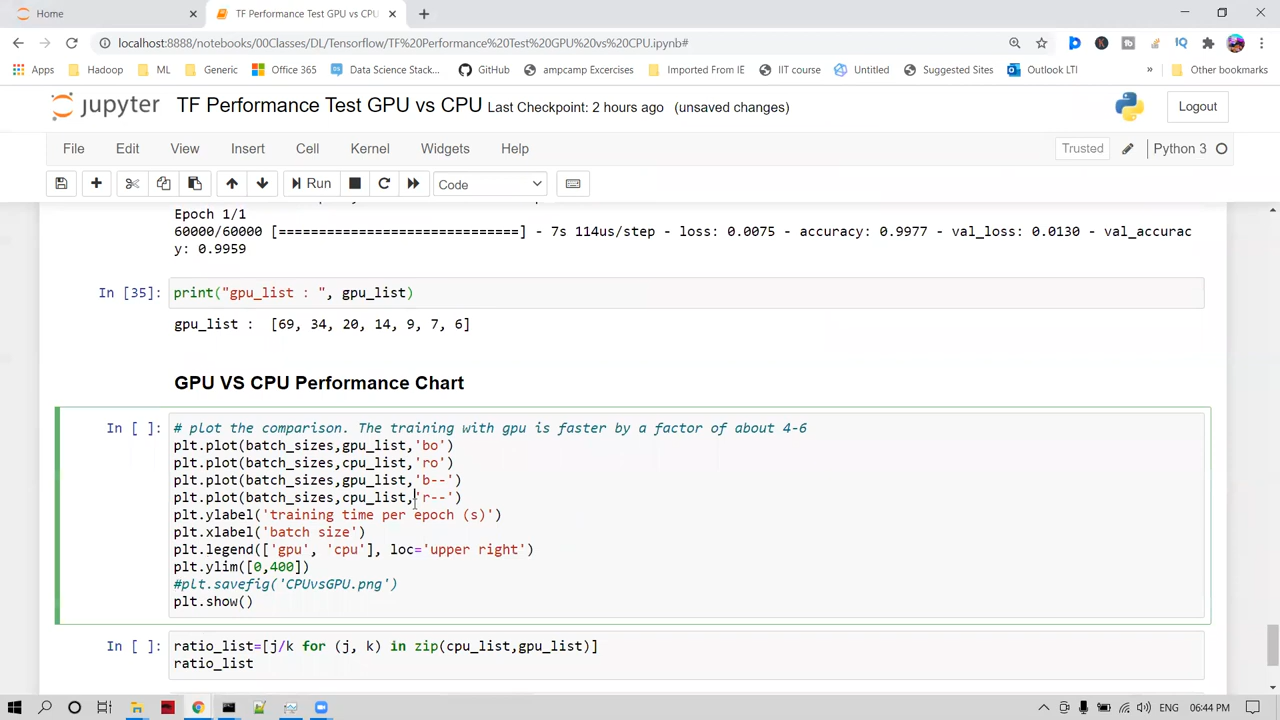 Home
TF Performance Test GPU vs CPU
localhost:8888/notebooks/00Classes/DL/Tensorflow/TF%20Performance%20Test%20GPU%20vs%20CPU.ipynb#
Apps Hadoop ML Generic Office 365 Data Science Stack... GitHub ampcamp Excercises Imported From IE IIT course Untitled Suggested Sites Outlook LTI » Other bookmarks
jupyter TF Performance Test GPU vs CPU Last Checkpoint: 2 hours ago (unsaved changes) Logout
File Edit View Insert Cell Kernel Widgets Help Trusted Python 3
Run Code
Epoch 1/1
60000/60000 [==============================] - 7s 114us/step - loss: 0.0075 - accuracy: 0.9977 - val_loss: 0.0130 - val_accurac
y: 0.9959
In [35]: print("gpu_list : ", gpu_list)
gpu_list : [69, 34, 20, 14, 9, 7, 6]
GPU VS CPU Performance Chart
In [ ]: # plot the comparison. The training with gpu is faster by a factor of about 4-6
plt.plot(batch_sizes,gpu_list,'bo')
plt.plot(batch_sizes,cpu_list,'ro')
plt.plot(batch_sizes,gpu_list,'b--')
plt.plot(batch_sizes,cpu_list,'r--')
plt.ylabel('training time per epoch (s)')
plt.xlabel('batch size')
plt.legend(['gpu', 'cpu'], loc='upper right')
plt.ylim([0,400])
#plt.savefig('CPUvsGPU.png')
plt.show()
In [ ]: ratio_list=[j/k for (j, k) in zip(cpu_list,gpu_list)]
ratio_list
ENG 06:44 PM